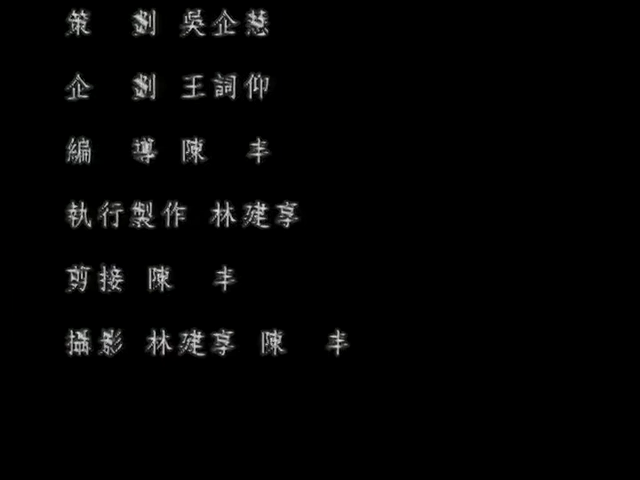 策 劃 吳企慧
企 劃 王詞仰
編 導 陳 丰
執行製作 林建享
剪接 陳 丰
攝影 林建享 陳 丰